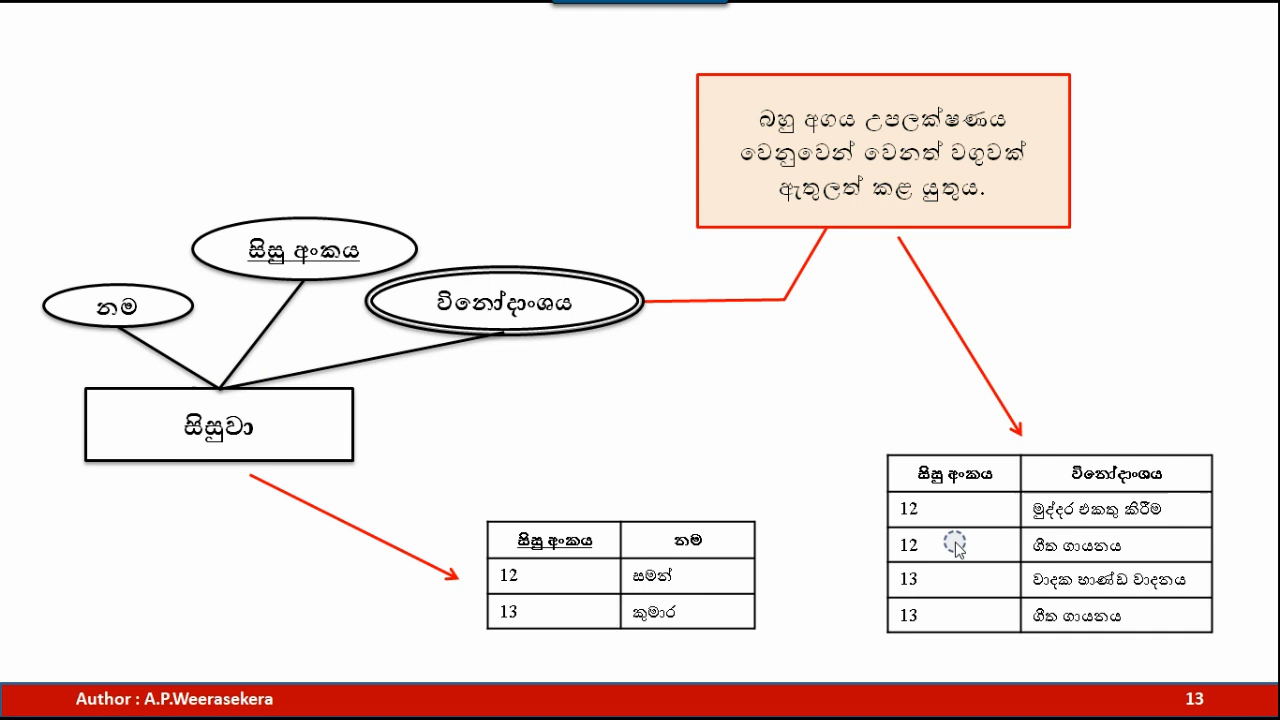 බහු අගය උපලක්ෂණය
වෙනුවෙන් වෙනත් වගුවක්
ඇතුලත් කළ යුතුය.
සිසු අංකය
නම
විනෝදාංශය
සිසුවා
සිසු අංකය නම
12 සමන්
13 කුමාර
සිසු අංකය විනෝදාංශය
12 මුද්දර එකතු කිරීම
12 ගීත ගායනය
13 වාදක භාණ්ඩ වාදනය
13 ගීත ගායනය
Author : A.P.Weerasekera 13